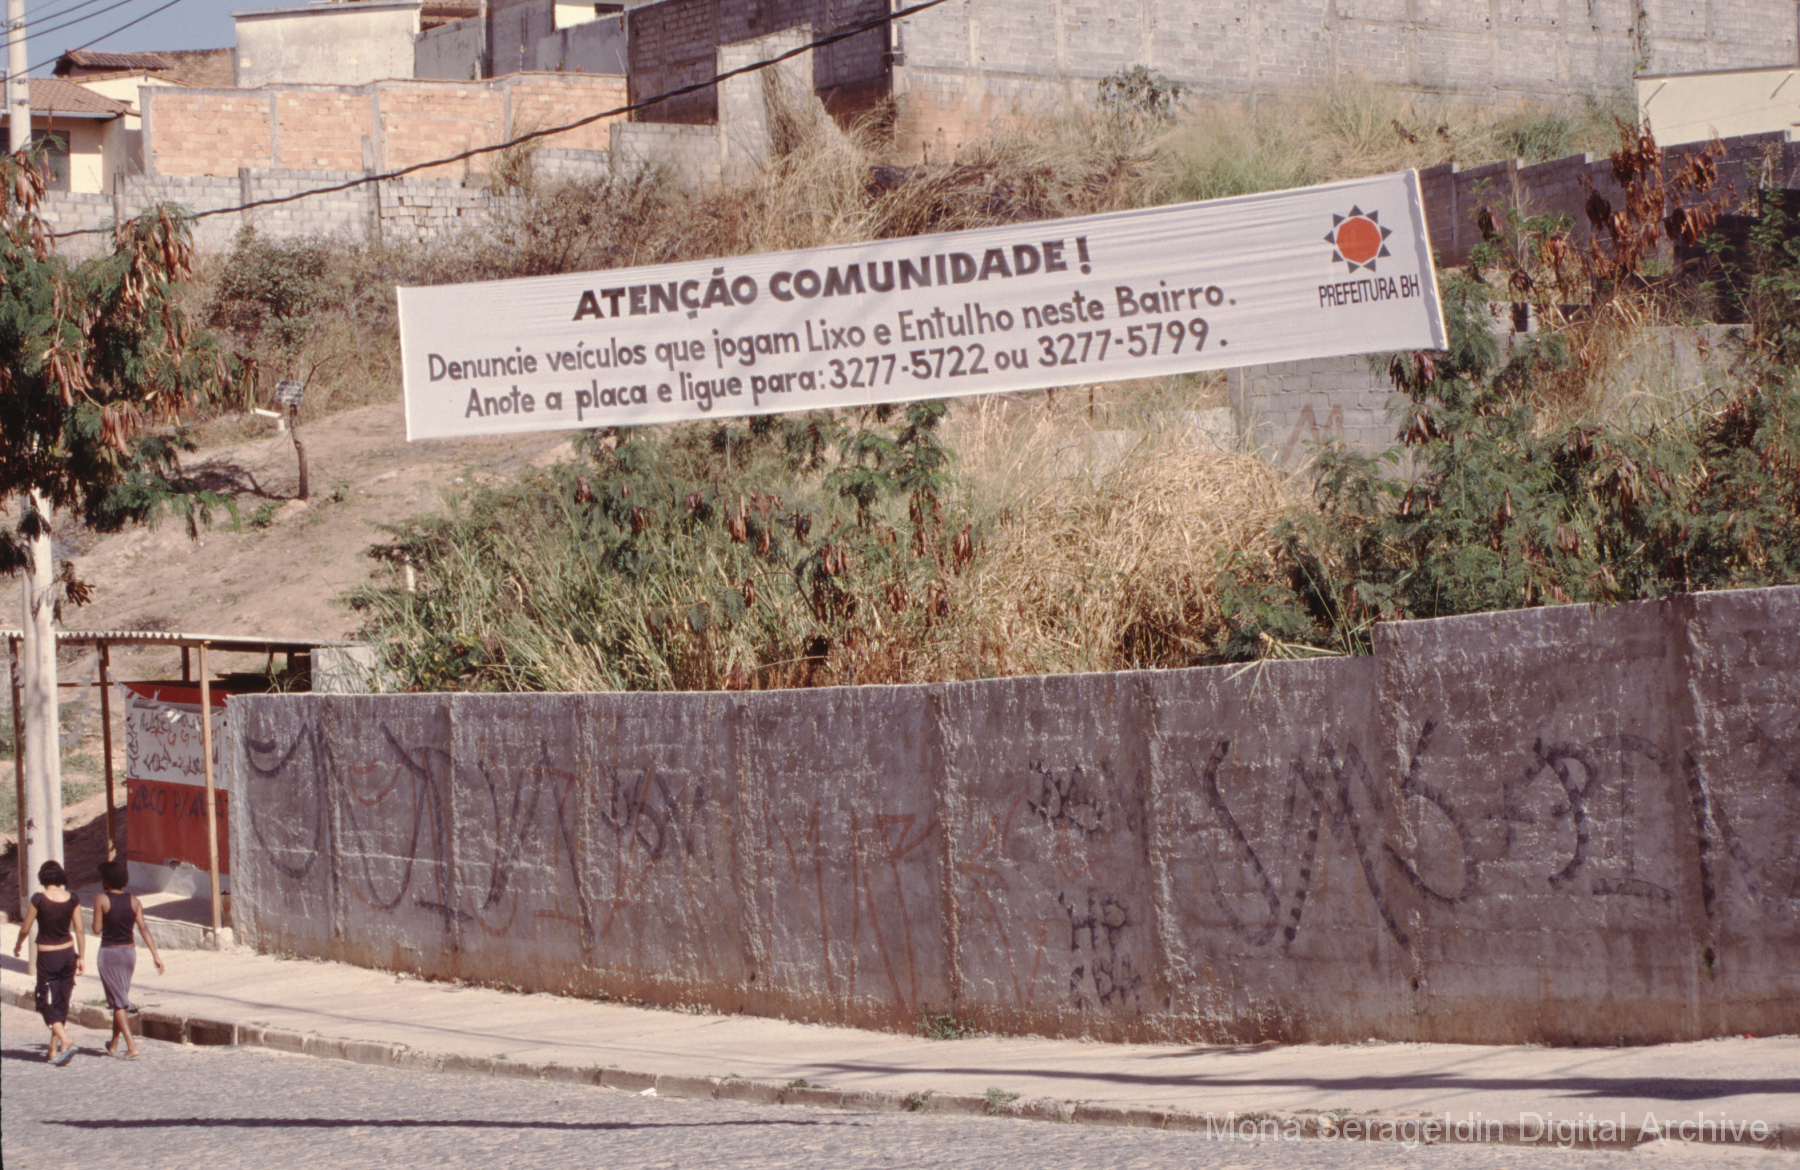 ATENÇÃO COMUNIDADE!
Denuncie veículos que jogam Lixo e Entulho neste Bairro.
Anote a placa e ligue para: 3277-5722 ou 3277-5799.
PREFEITURA BH
HP
Mona Serageldin Digital Archive